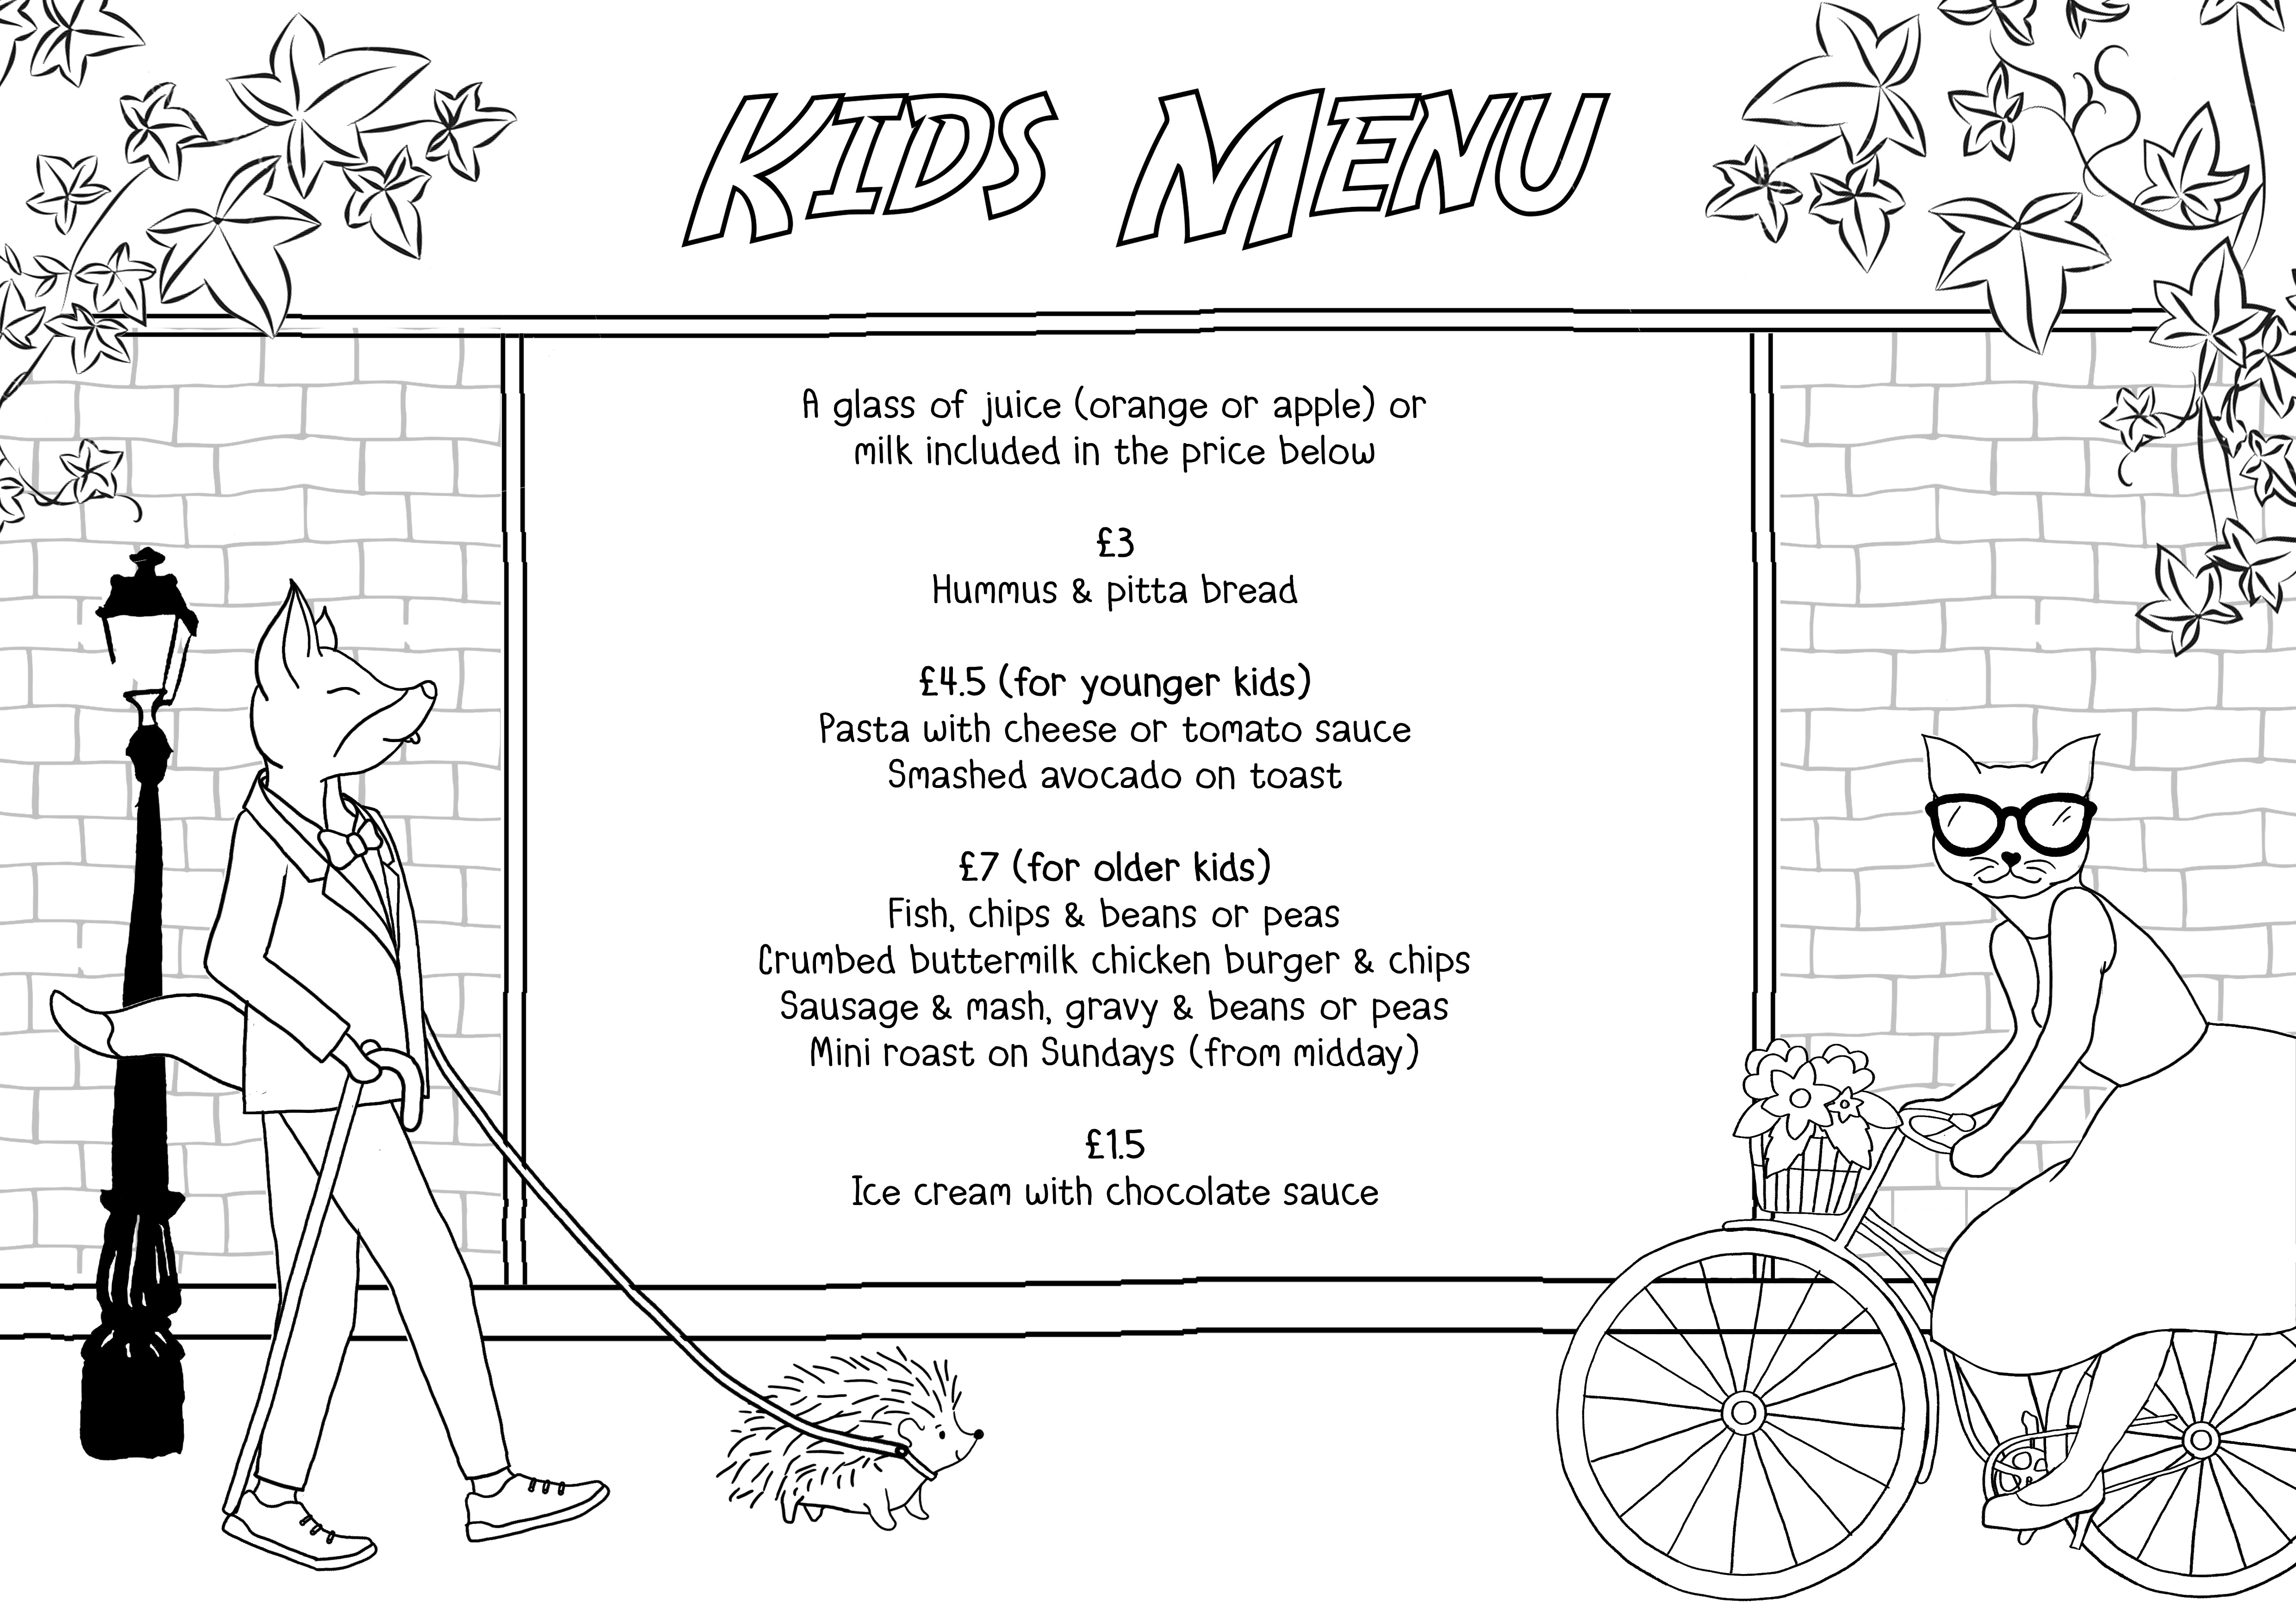 KIDS MENU
A glass of juice (orange or apple) or
milk included in the price below
£3
Hummus & pitta bread
£4.5 (for younger kids)
Pasta with cheese or tomato sauce
Smashed avocado on toast
£7 (for older kids)
Fish, chips & beans or peas
Crumbed buttermilk chicken burger & chips
Sausage & mash, gravy & beans or peas
Mini roast on Sundays (from midday)
£1.5
Ice cream with chocolate sauce